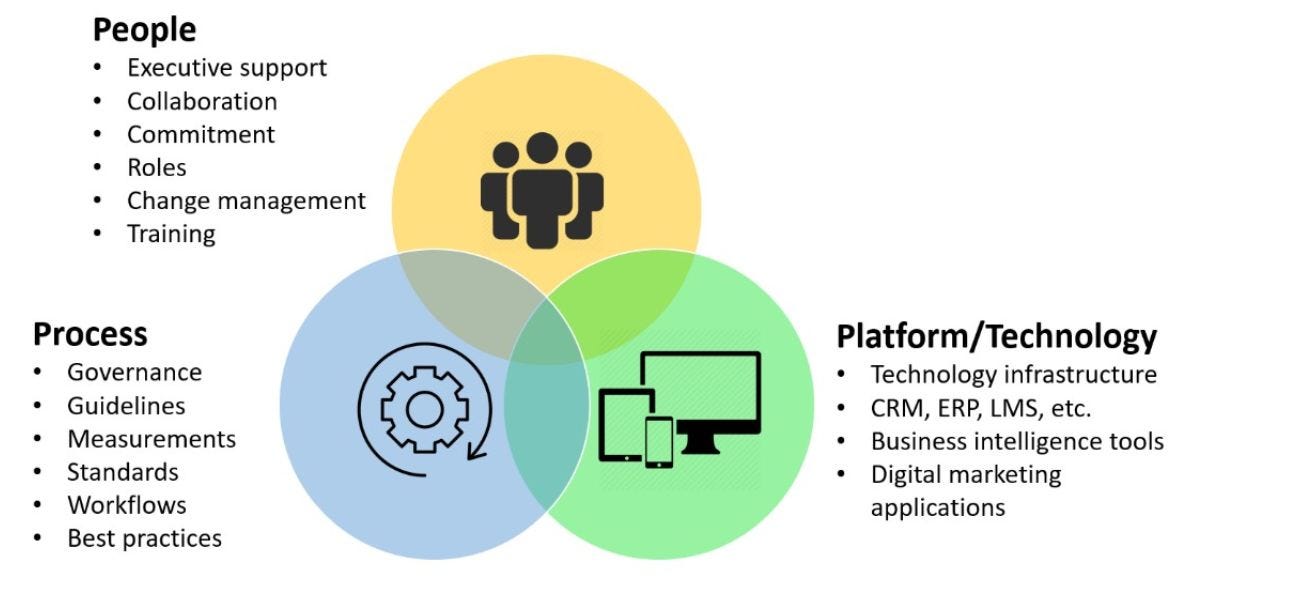 People
• Executive support
• Collaboration
• Commitment
• Roles
• Change management
• Training
Process
• Governance
• Guidelines
• Measurements
• Standards
• Workflows
• Best practices
Platform/Technology
• Technology infrastructure
• CRM, ERP, LMS, etc.
• Business intelligence tools
• Digital marketing
applications